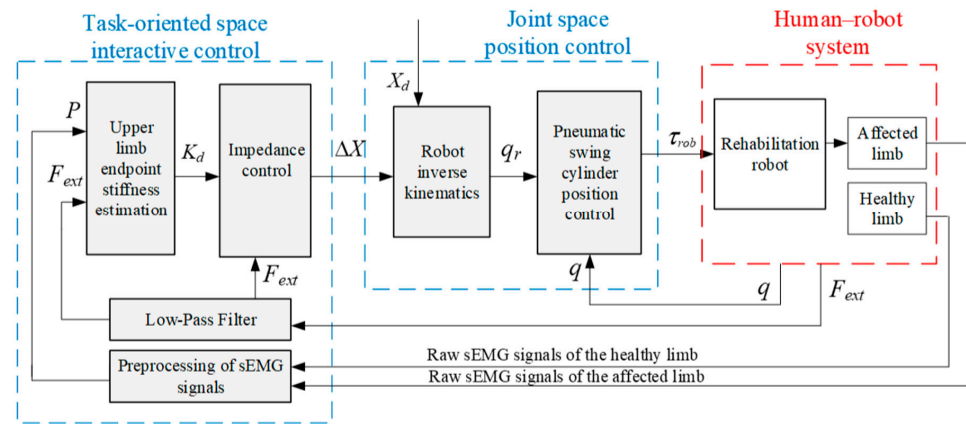 Task-oriented space
interactive control
Joint space
position control
Human–robot
system
P
F_ext
Upper
limb
endpoint
stiffness
estimation
K_d
Impedance
control
ΔX
X_d
Robot
inverse
kinematics
q_r
Pneumatic
swing
cylinder
position
control
τ_rob
Rehabilitation
robot
Affected
limb
Healthy
limb
F_ext
q
q
F_ext
Low-Pass Filter
Preprocessing of sEMG
signals
Raw sEMG signals of the healthy limb
Raw sEMG signals of the affected limb